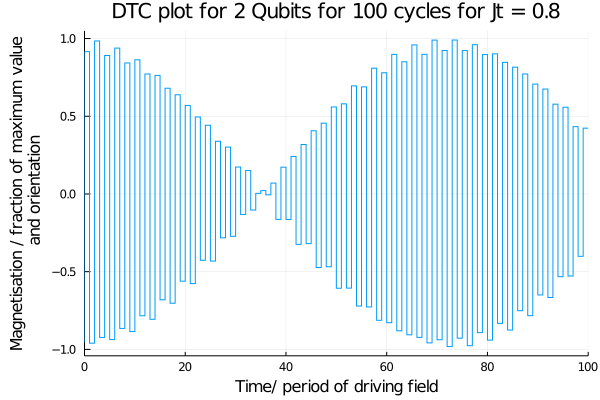 DTC plot for 2 Qubits for 100 cycles for Jt = 0.8
Magnetisation / fraction of maximum value
and orientation
1.0
0.5
0.0
−0.5
−1.0
0 20 40 60 80 100
Time/ period of driving field